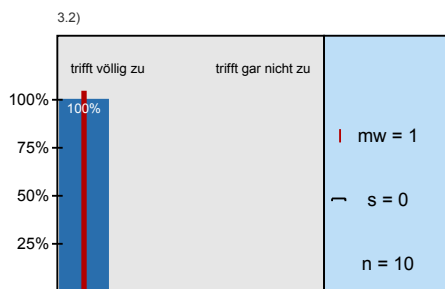 3.2)
trifft völlig zu trifft gar nicht zu
100%
100%
75%
50%
25%
mw = 1
s = 0
n = 10